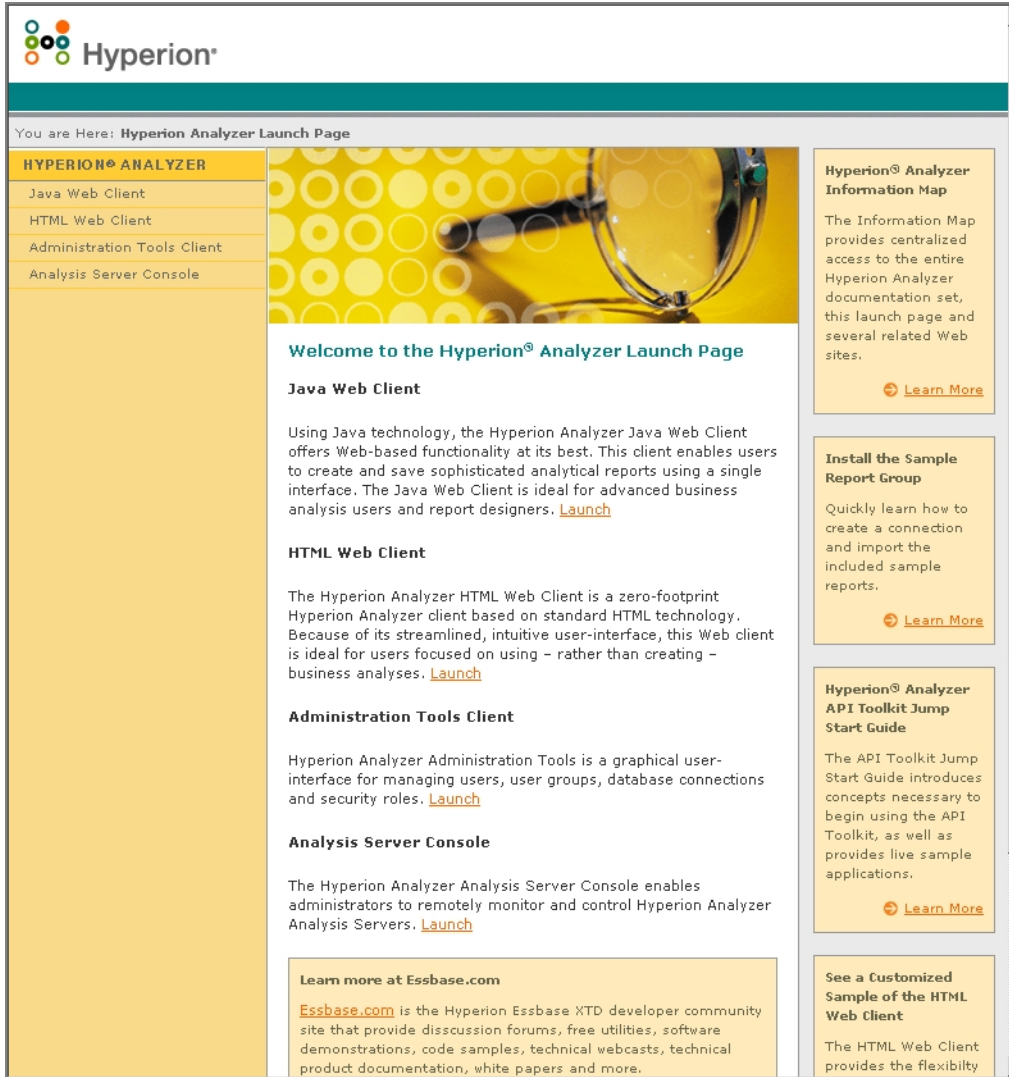 Hyperion®
You are Here: Hyperion Analyzer Launch Page
HYPERION® ANALYZER
Java Web Client
HTML Web Client
Administration Tools Client
Analysis Server Console
Welcome to the Hyperion® Analyzer Launch Page
Java Web Client
Using Java technology, the Hyperion Analyzer Java Web Client
offers Web-based functionality at its best. This client enables users
to create and save sophisticated analytical reports using a single
interface. The Java Web Client is ideal for advanced business
analysis users and report designers. Launch
HTML Web Client
The Hyperion Analyzer HTML Web Client is a zero-footprint
Hyperion Analyzer client based on standard HTML technology.
Because of its streamlined, intuitive user-interface, this Web client
is ideal for users focused on using – rather than creating –
business analyses. Launch
Administration Tools Client
Hyperion Analyzer Administration Tools is a graphical user-
interface for managing users, user groups, database connections
and security roles. Launch
Analysis Server Console
The Hyperion Analyzer Analysis Server Console enables
administrators to remotely monitor and control Hyperion Analyzer
Analysis Servers. Launch
Learn more at Essbase.com
Essbase.com is the Hyperion Essbase XTD developer community
site that provide disscussion forums, free utilities, software
demonstrations, code samples, technical webcasts, technical
product documentation, white papers and more.
Hyperion® Analyzer
Information Map
The Information Map
provides centralized
access to the entire
Hyperion Analyzer
documentation set,
this launch page and
several related Web
sites.
Learn More
Install the Sample
Report Group
Quickly learn how to
create a connection
and import the
included sample
reports.
Learn More
Hyperion® Analyzer
API Toolkit Jump
Start Guide
The API Toolkit Jump
Start Guide introduces
concepts necessary to
begin using the API
Toolkit, as well as
provides live sample
applications.
Learn More
See a Customized
Sample of the HTML
Web Client
The HTML Web Client
provides the flexibilty